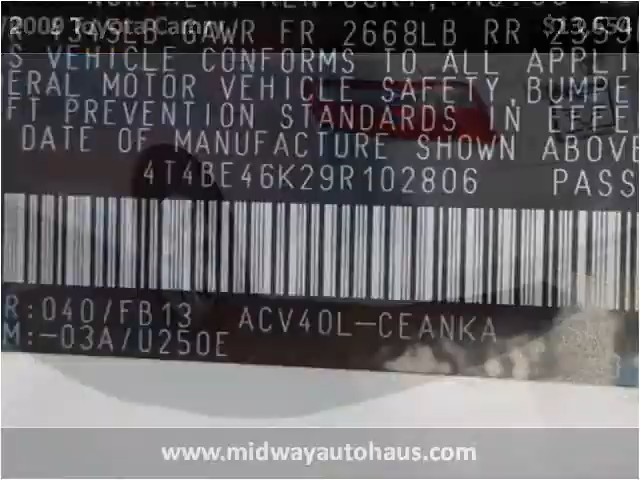 2009 Toyota Camry
4345LB GAWR FR 2668LB RR
S VEHICLE CONFORMS TO ALL APPLI
ERAL MOTOR VEHICLE SAFETY, BUMPE
FT PREVENTION STANDARDS IN EFFE
DATE OF MANUFACTURE SHOWN ABOVE
4T4BE46K29R102806 PASS
R:040/FB13 ACV40L-CEANKA
M:-03A/U250E
www.midwayautohaus.com